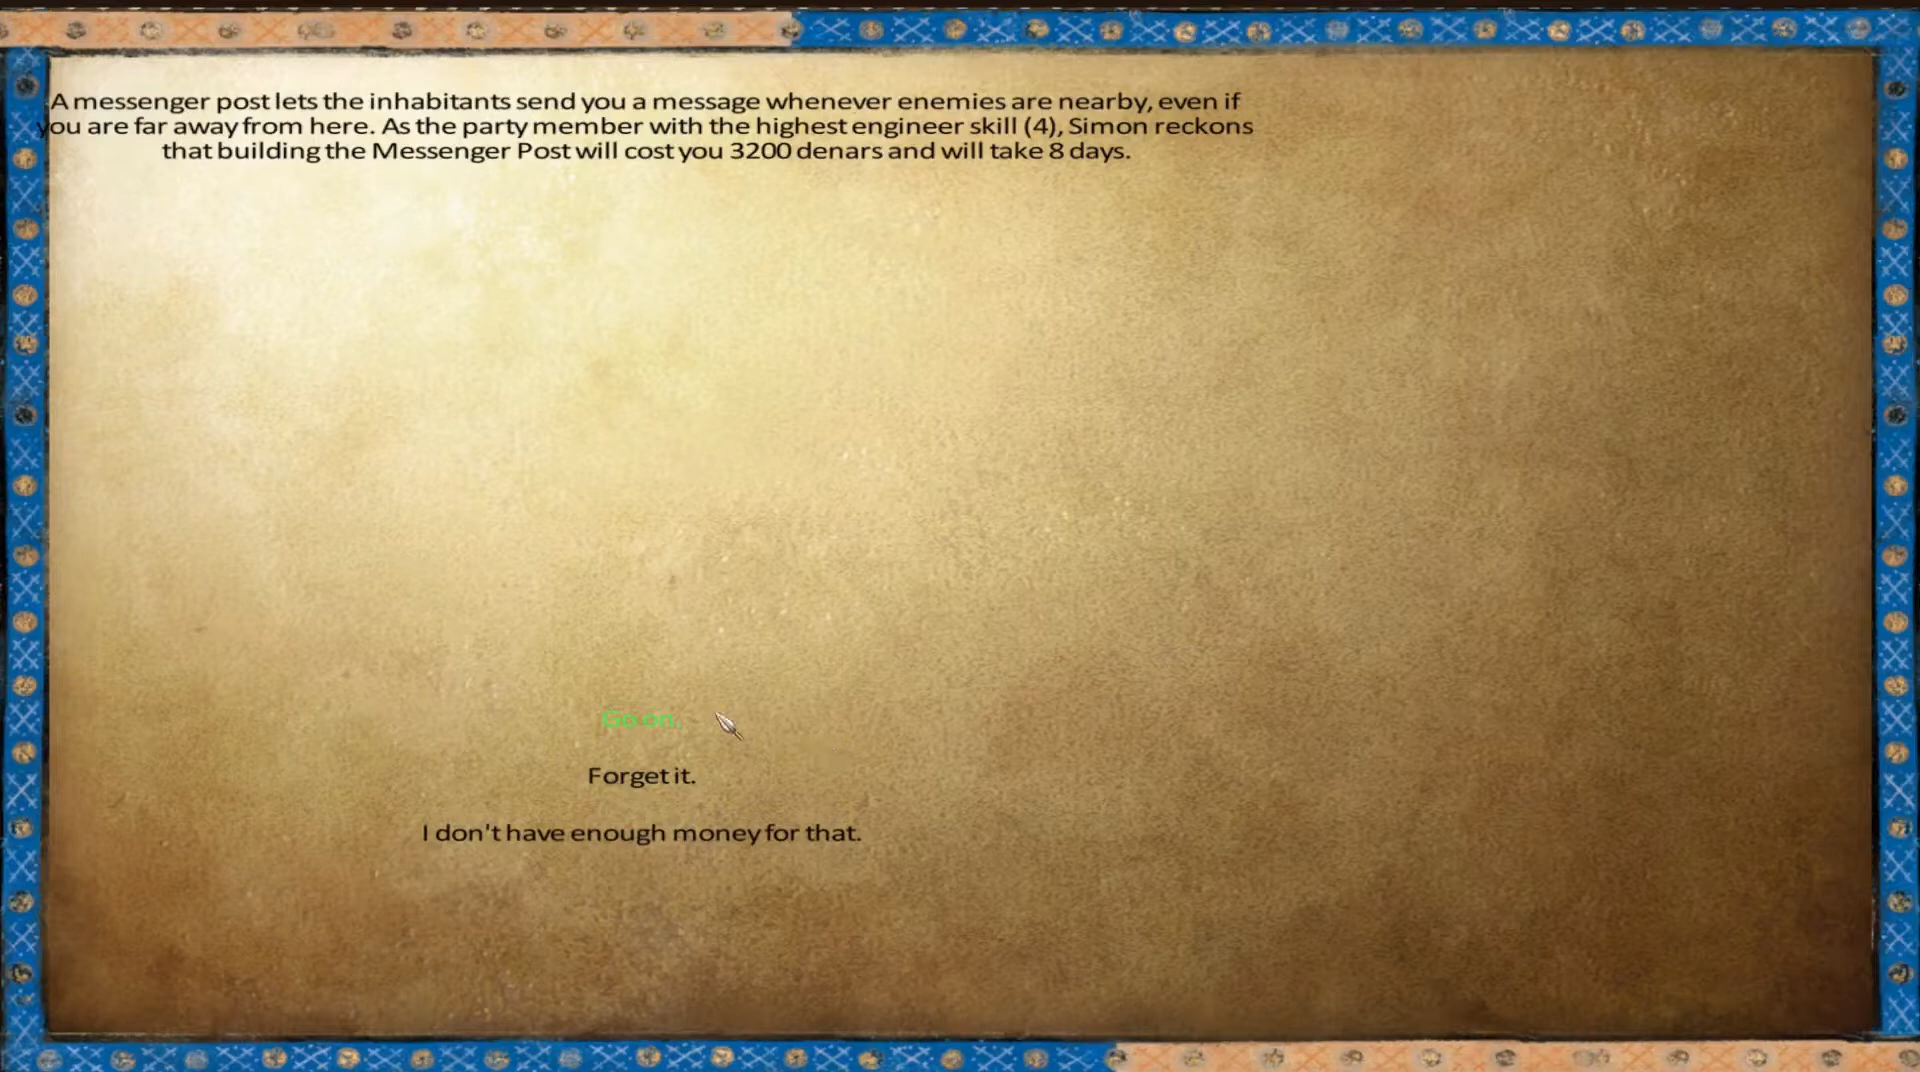 A messenger post lets the inhabitants send you a message whenever enemies are nearby, even if
you are far away from here. As the party member with the highest engineer skill (4), Simon reckons
that building the Messenger Post will cost you 3200 denars and will take 8 days.
Go on.
Forget it.
I don't have enough money for that.